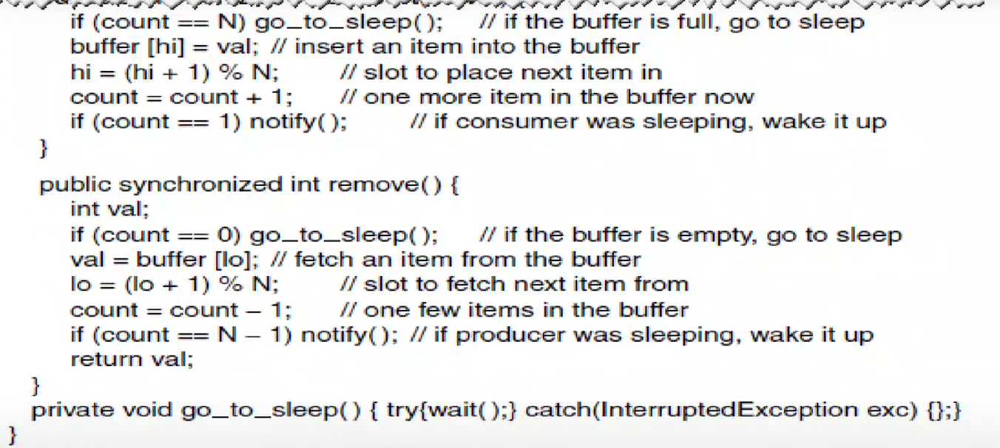 if (count == N) go_to_sleep( ); // if the buffer is full, go to sleep
buffer [hi] = val; // insert an item into the buffer
hi = (hi + 1) % N; // slot to place next item in
count = count + 1; // one more item in the buffer now
if (count == 1) notify( ); // if consumer was sleeping, wake it up
}
public synchronized int remove( ) {
int val;
if (count == 0) go_to_sleep( ); // if the buffer is empty, go to sleep
val = buffer [lo]; // fetch an item from the buffer
lo = (lo + 1) % N; // slot to fetch next item from
count = count – 1; // one few items in the buffer
if (count == N – 1) notify( ); // if producer was sleeping, wake it up
return val;
}
private void go_to_sleep( ) { try{wait( );} catch(InterruptedException exc) {};}
}